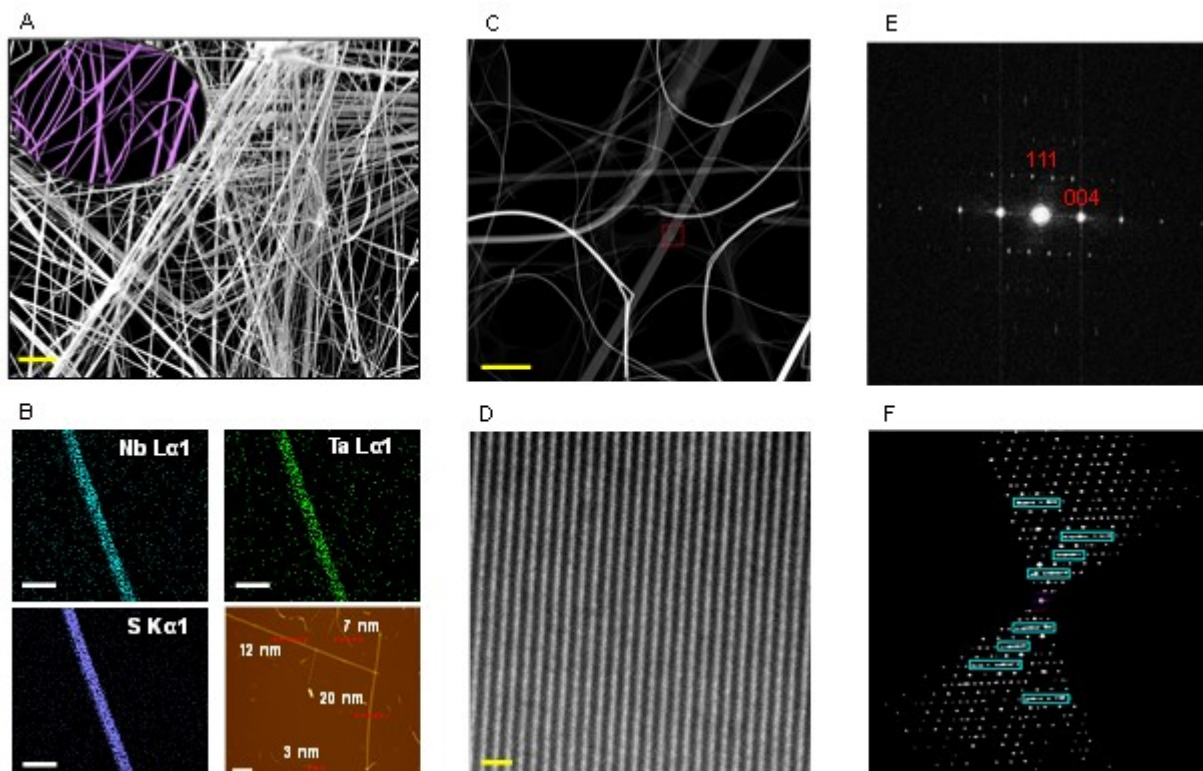 A
C
E
111
004
B
Nb Lα1
Ta Lα1
D
F
S Kα1
7 nm
12 nm
20 nm
3 nm